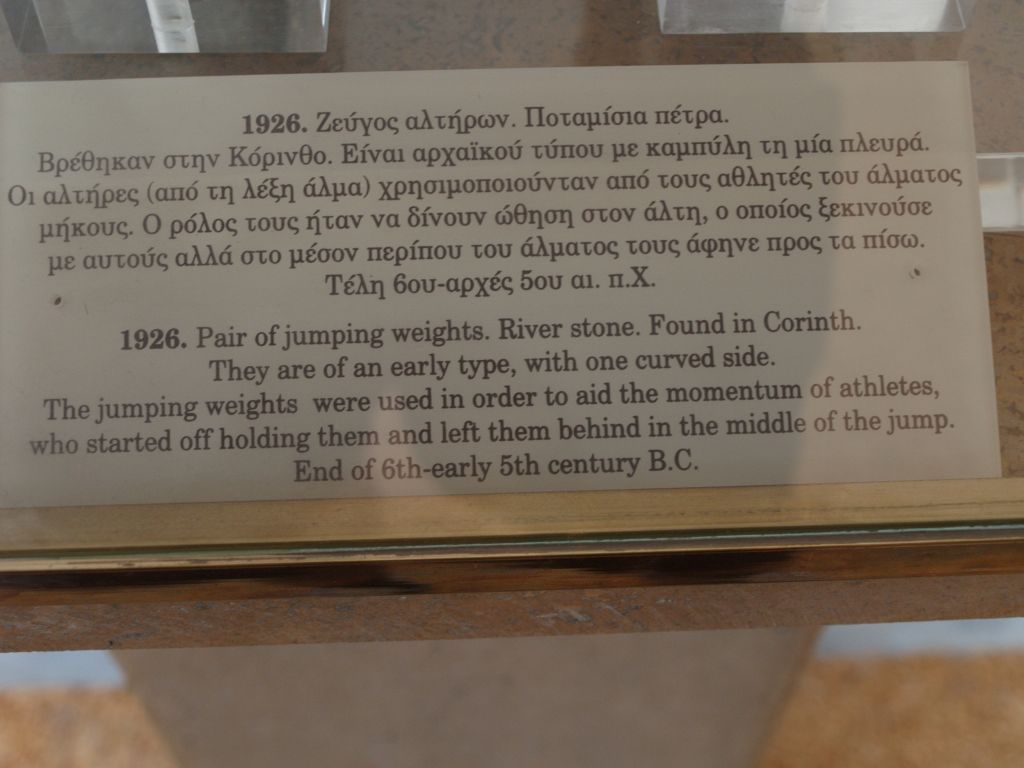 1926. Ζεύγος αλτήρων. Ποταμίσια πέτρα.
Βρέθηκαν στην Κόρινθο. Είναι αρχαϊκού τύπου με καμπύλη τη μία πλευρά.
Οι αλτήρες (από τη λέξη άλμα) χρησιμοποιούνταν από τους αθλητές του άλματος
μήκους. Ο ρόλος τους ήταν να δίνουν ώθηση στον άλτη, ο οποίος ξεκινούσε
με αυτούς αλλά στο μέσον περίπου του άλματος τους άφηνε προς τα πίσω.
Τέλη 6ου-αρχές 5ου αι. π.Χ.
1926. Pair of jumping weights. River stone. Found in Corinth.
They are of an early type, with one curved side.
The jumping weights were used in order to aid the momentum of athletes,
who started off holding them and left them behind in the middle of the jump.
End of 6th-early 5th century B.C.